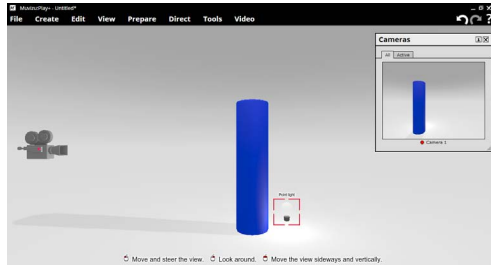 MuvizuPlay+ - Untitled*
File Create Edit View Prepare Direct Tools Video
?
Cameras
All Active
Camera 1
Point light
Move and steer the view. Look around. Move the view sideways and vertically.